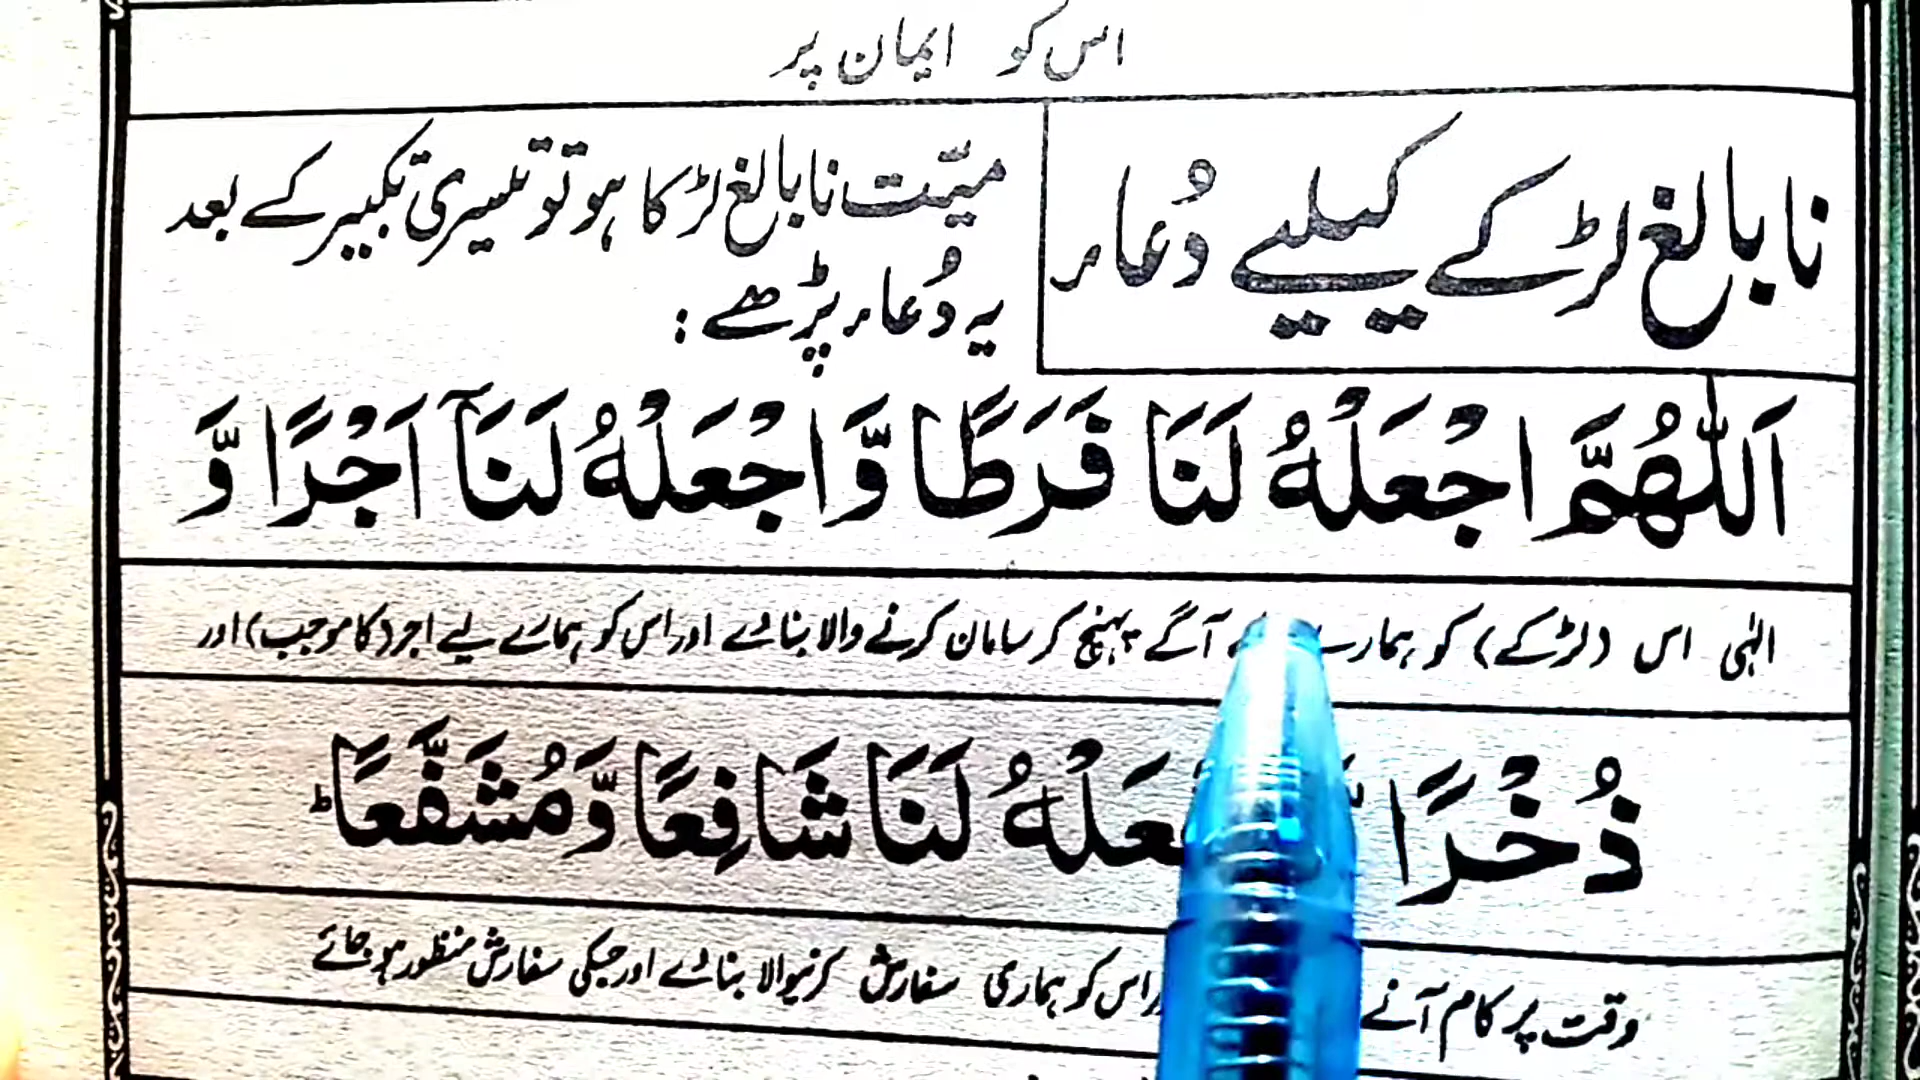 اس کو ایمان پر
نابالغ لڑکے کیلیے دُعاء
میّت نابالغ لڑکا ہو تو تیسری تکبیر کے بعد
یہ دُعاء پڑھے :
اَللّٰھُمَّ اجْعَلْہُ لَنَا فَرَطًا وَّاجْعَلْہُ لَنَآ اَجْرًا وَّ
الٰہی اس (لڑکے) کو ہمارے آگے پہنچ کر سامان کرنے والا بنادے اور اس کو ہمارے لیے اجر (کا موجب) اور
ذُخْرًا لَنَا شَافِعًا وَّمُشَفَّعًا ؕ
وقت پر کام آنے اس کو ہماری سفارش کرنیوالا بنادے اور جسکی سفارش منظور ہو جائے